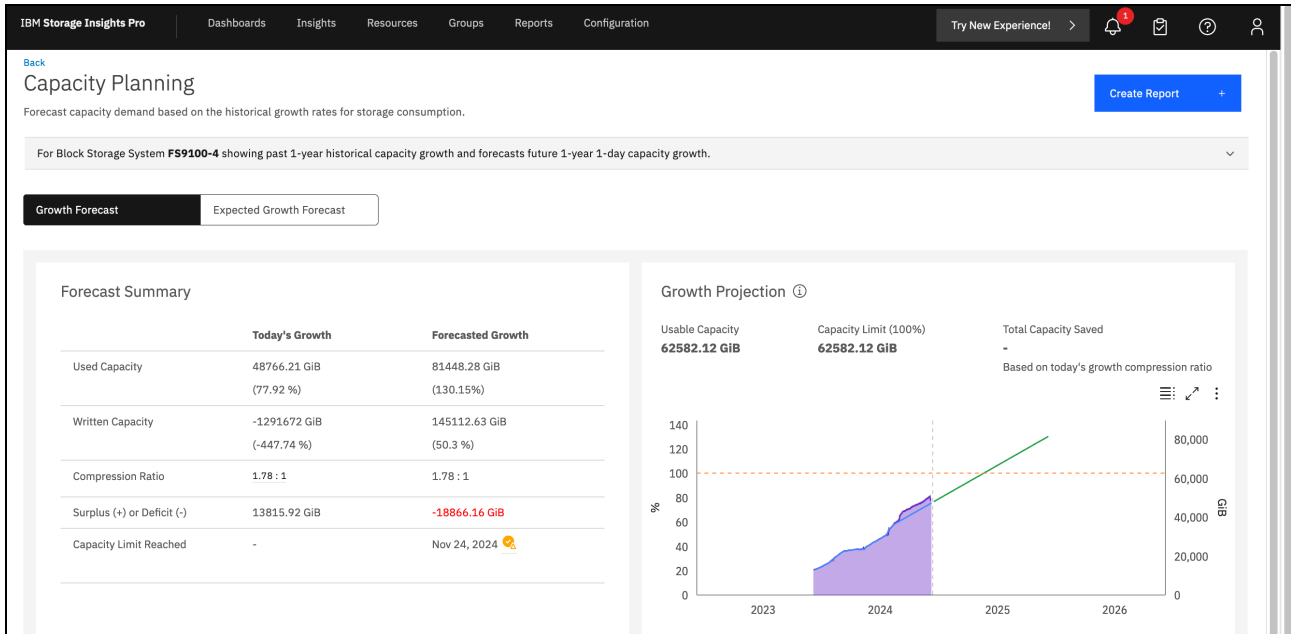 IBM Storage Insights Pro
Dashboards Insights Resources Groups Reports Configuration
Try New Experience!
1
Back
Capacity Planning
Create Report +
Forecast capacity demand based on the historical growth rates for storage consumption.
For Block Storage System FS9100-4 showing past 1-year historical capacity growth and forecasts future 1-year 1-day capacity growth.
Growth Forecast
Expected Growth Forecast
Forecast Summary
Today's Growth Forecasted Growth
Used Capacity 48766.21 GiB 81448.28 GiB
(77.92 %) (130.15%)
Written Capacity -1291672 GiB 145112.63 GiB
(-447.74 %) (50.3 %)
Compression Ratio 1.78 : 1 1.78 : 1
Surplus (+) or Deficit (-) 13815.92 GiB -18866.16 GiB
Capacity Limit Reached - Nov 24, 2024
Growth Projection
Usable Capacity Capacity Limit (100%) Total Capacity Saved
62582.12 GiB 62582.12 GiB -
Based on today's growth compression ratio
140
120
100
80
60
40
20
0
%
80,000
60,000
40,000
20,000
0
GiB
2023 2024 2025 2026